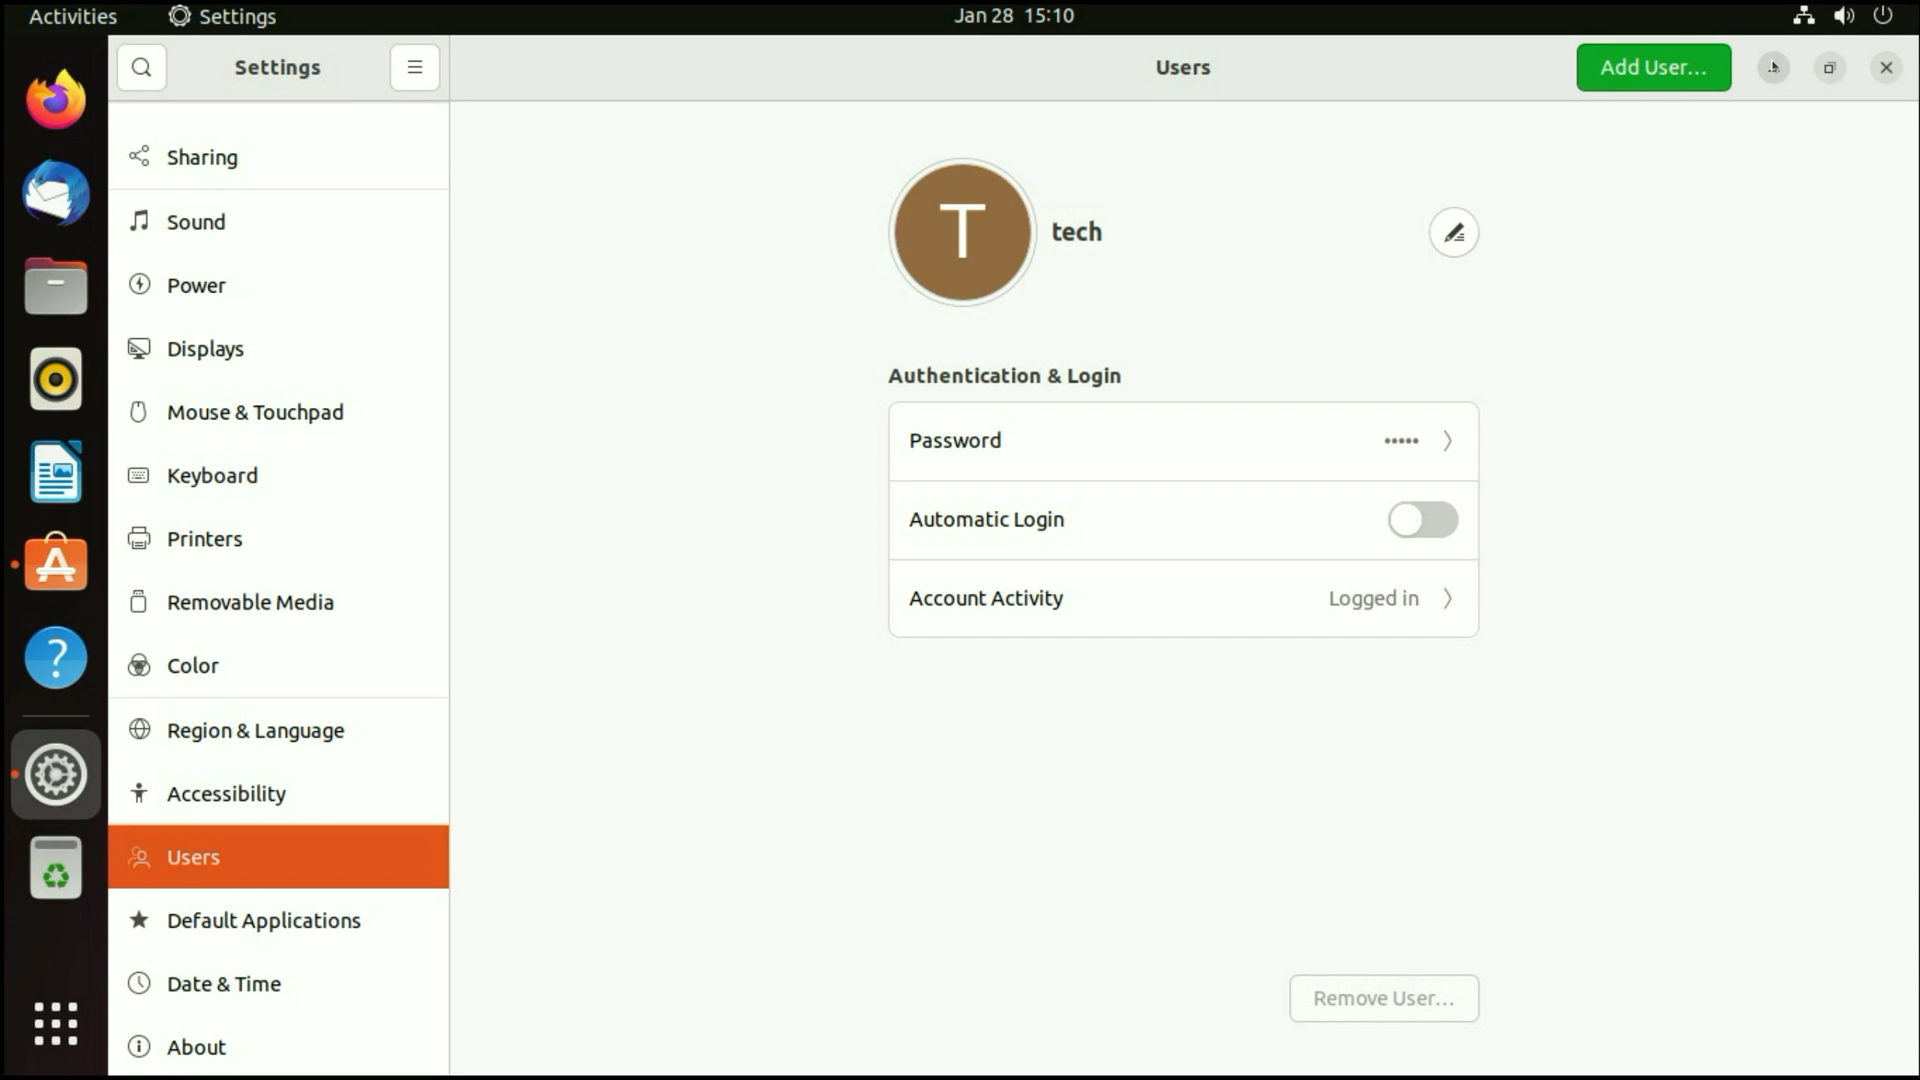 Activities
Settings
Jan 28 15:10
Settings
Users
Add User...
Sharing
Sound
Power
Displays
Mouse & Touchpad
Keyboard
Printers
Removable Media
Color
Region & Language
Accessibility
Users
Default Applications
Date & Time
About
T
tech
Authentication & Login
Password •••••
Automatic Login
Account Activity Logged in
Remove User...